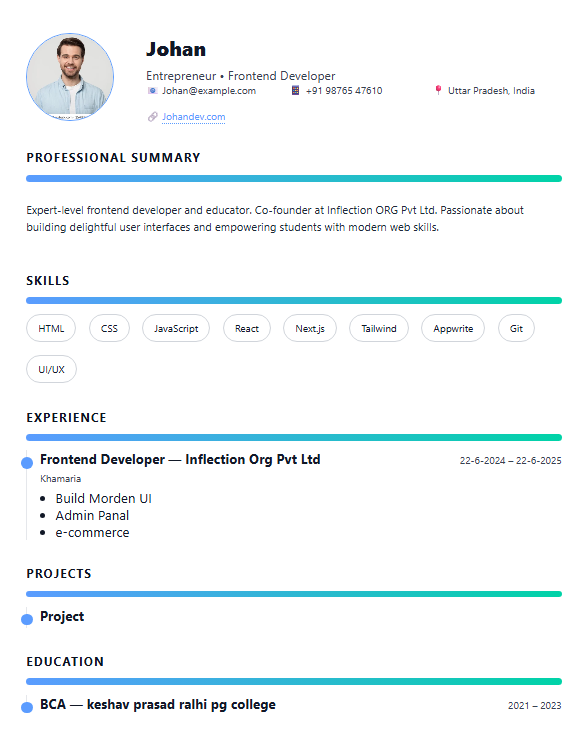 Johan
Entrepreneur • Frontend Developer
Johan@example.com +91 98765 47610 Uttar Pradesh, India
Johandev.com
PROFESSIONAL SUMMARY
Expert-level frontend developer and educator. Co-founder at Inflection ORG Pvt Ltd. Passionate about
building delightful user interfaces and empowering students with modern web skills.
SKILLS
HTML CSS JavaScript React Next.js Tailwind Appwrite Git
UI/UX
EXPERIENCE
Frontend Developer — Inflection Org Pvt Ltd 22-6-2024 – 22-6-2025
Khamaria
• Build Morden UI
• Admin Panal
• e-commerce
PROJECTS
Project
EDUCATION
BCA — keshav prasad ralhi pg college 2021 – 2023